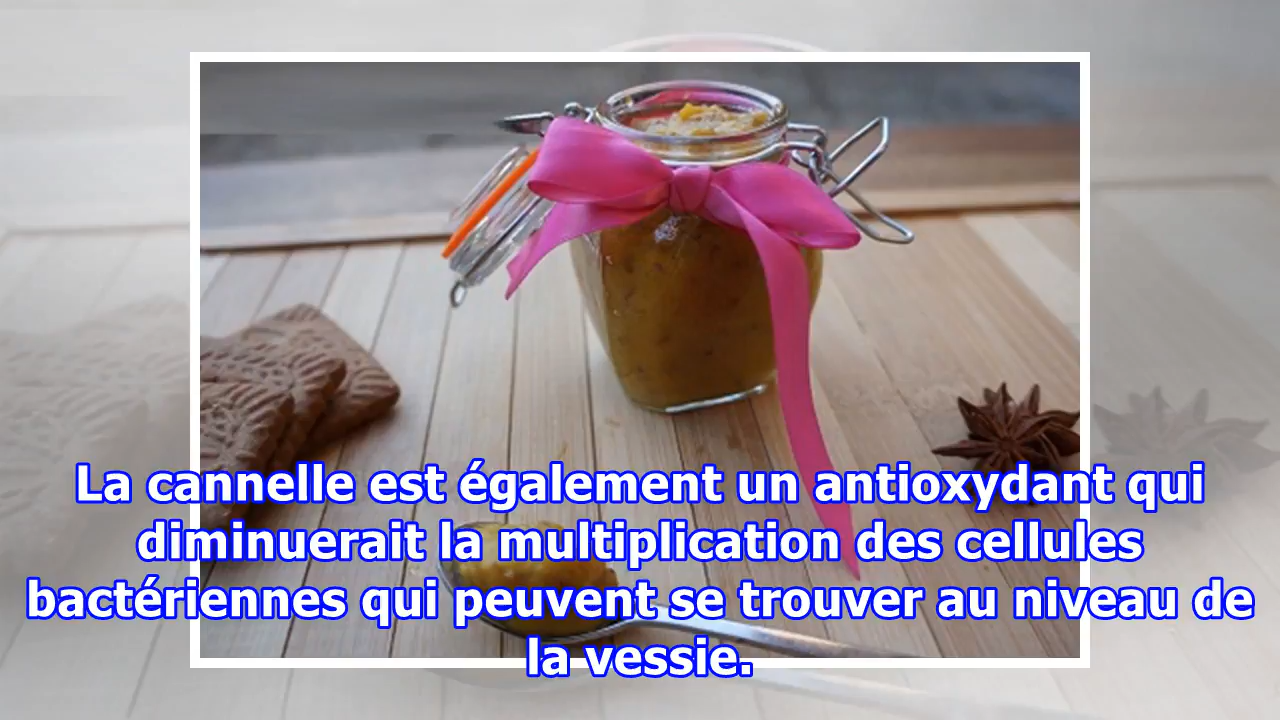 La cannelle est également un antioxydant qui
diminuerait la multiplication des cellules
bactériennes qui peuvent se trouver au niveau de
la vessie.